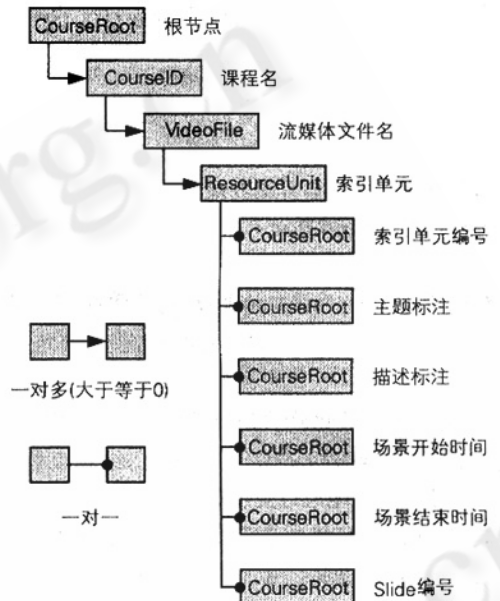 CourseRoot 根节点
CourseID 课程名
VideoFile 流媒体文件名
ResourceUnit 索引单元
CourseRoot 索引单元编号
CourseRoot 主题标注
CourseRoot 描述标注
CourseRoot 场景开始时间
CourseRoot 场景结束时间
CourseRoot Slide编号
一对多(大于等于0)
一对一
org.cn
cn